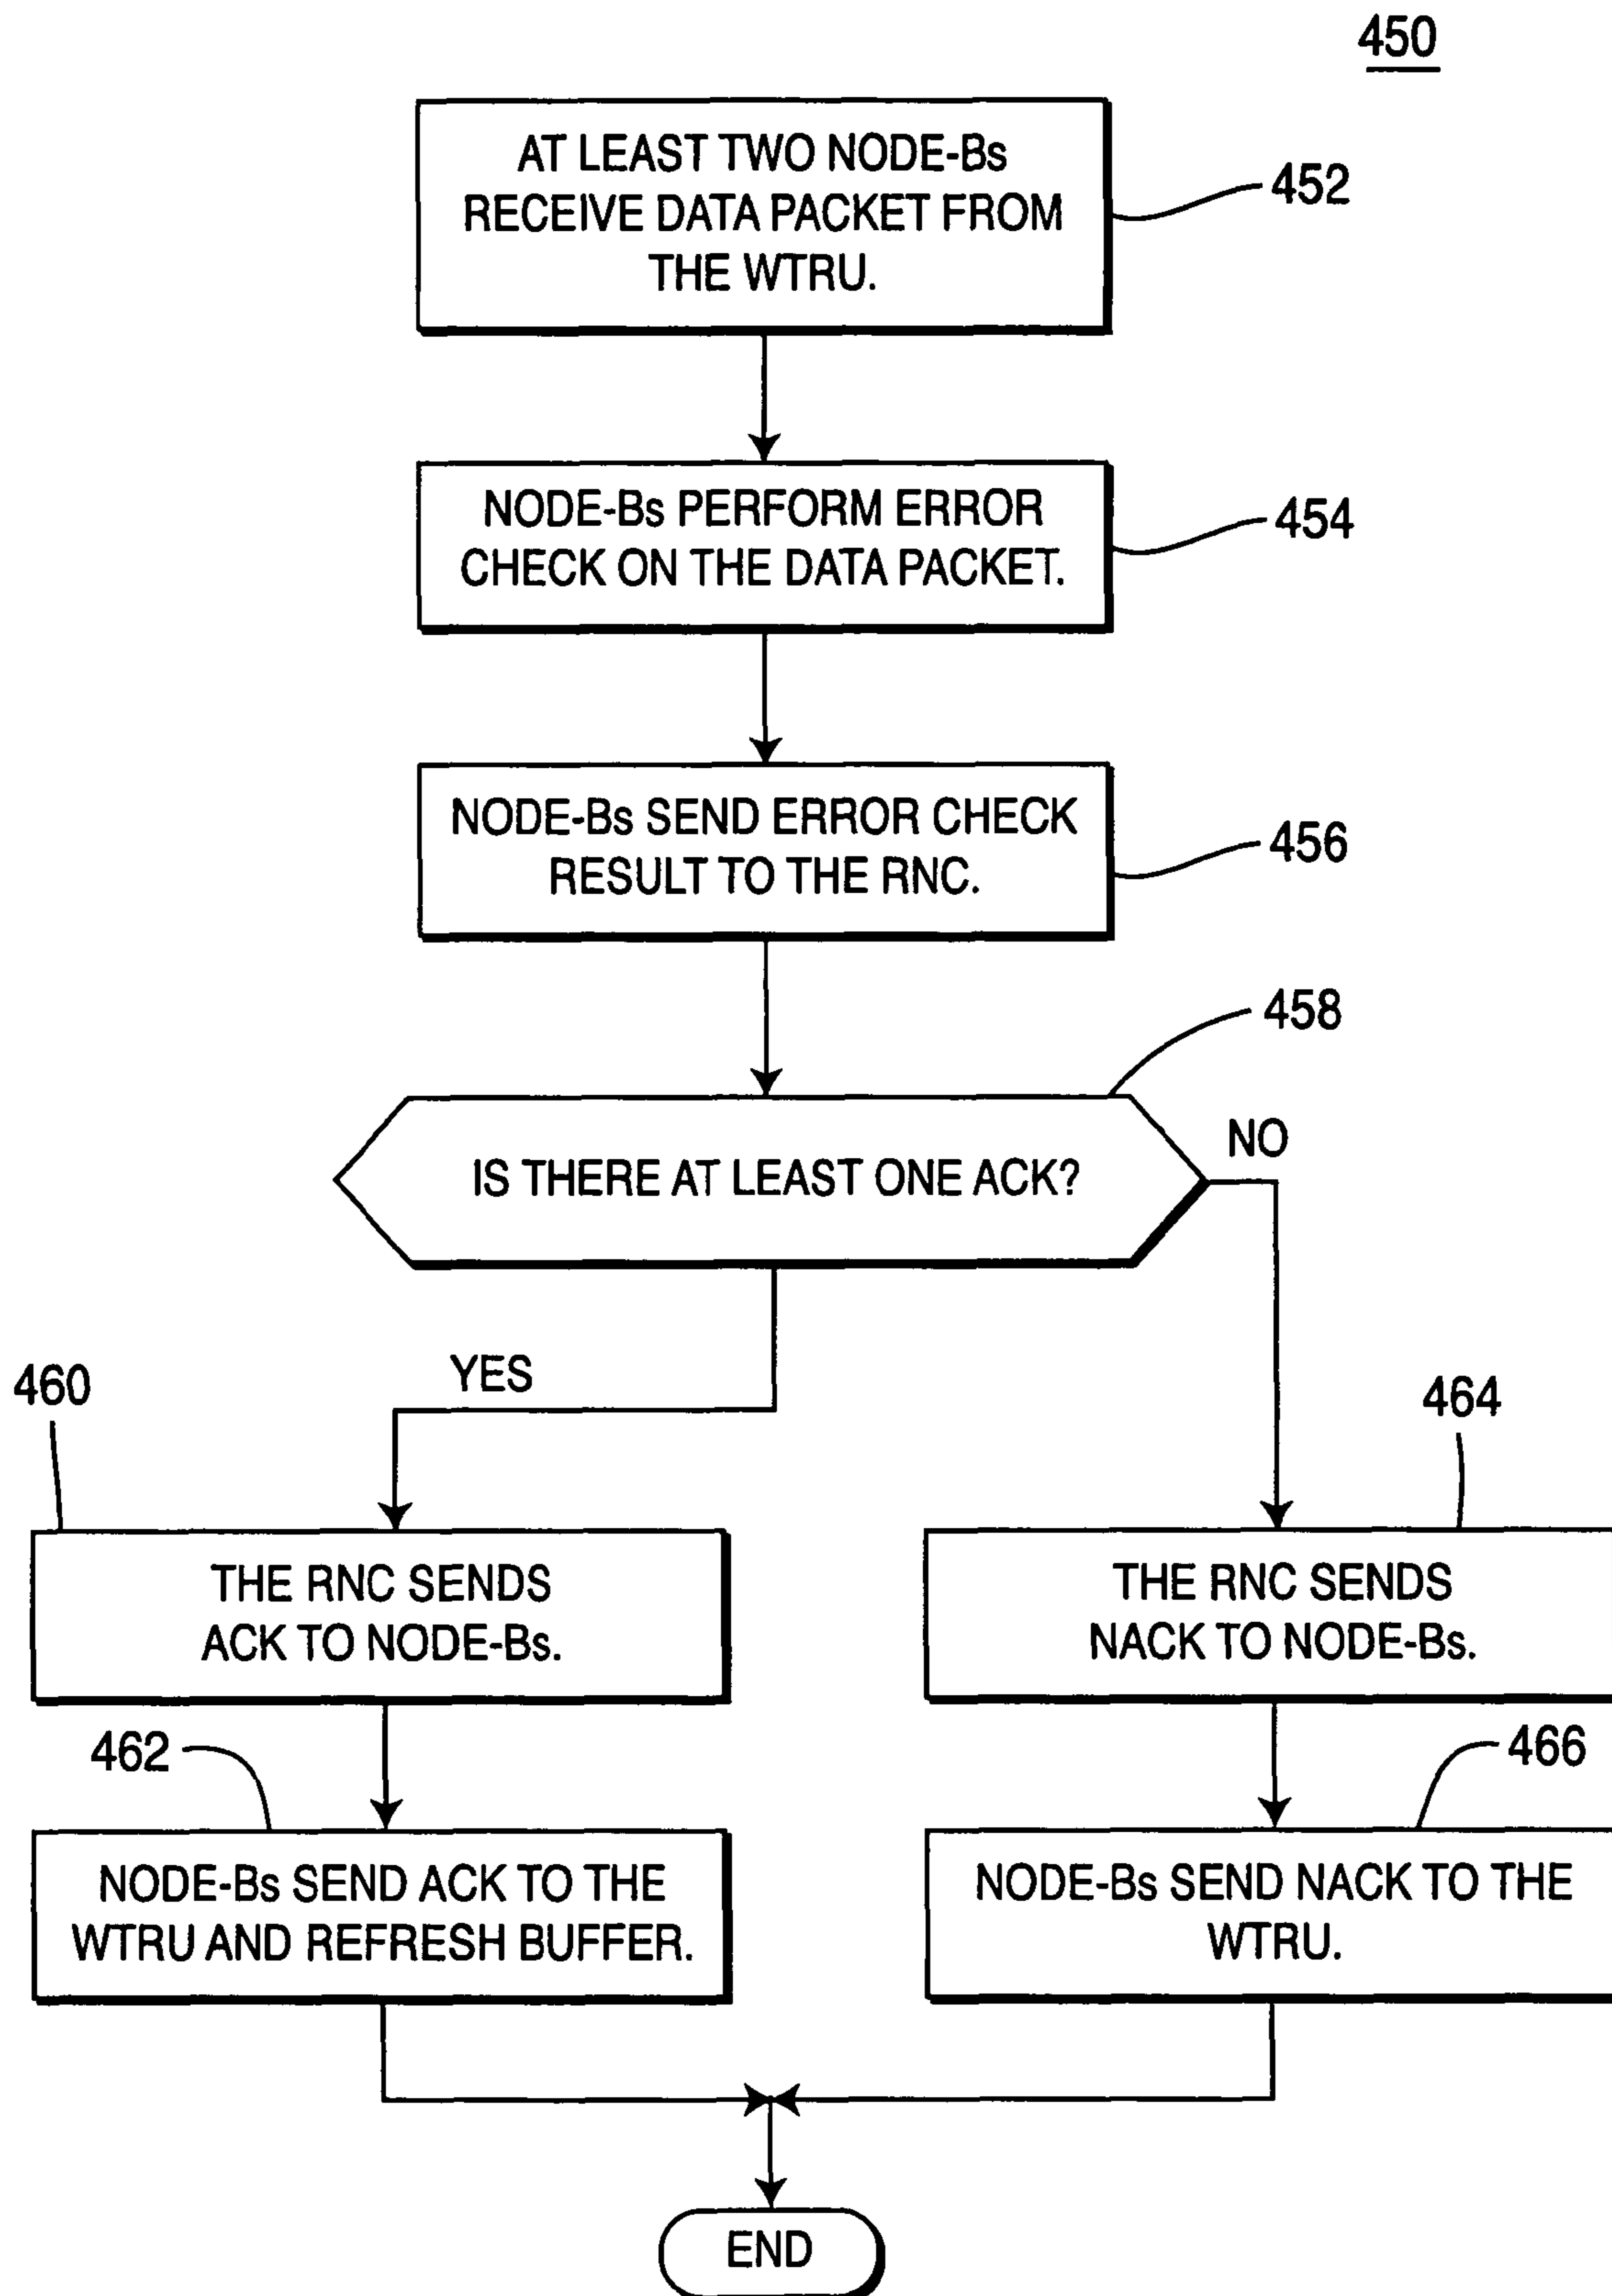 450
AT LEAST TWO NODE-Bs
RECEIVE DATA PACKET FROM
THE WTRU.
452
NODE-Bs PERFORM ERROR
CHECK ON THE DATA PACKET.
454
NODE-Bs SEND ERROR CHECK
RESULT TO THE RNC.
456
458
IS THERE AT LEAST ONE ACK?
NO
YES
460
464
THE RNC SENDS
ACK TO NODE-Bs.
THE RNC SENDS
NACK TO NODE-Bs.
462
466
NODE-Bs SEND ACK TO THE
WTRU AND REFRESH BUFFER.
NODE-Bs SEND NACK TO THE
WTRU.
END